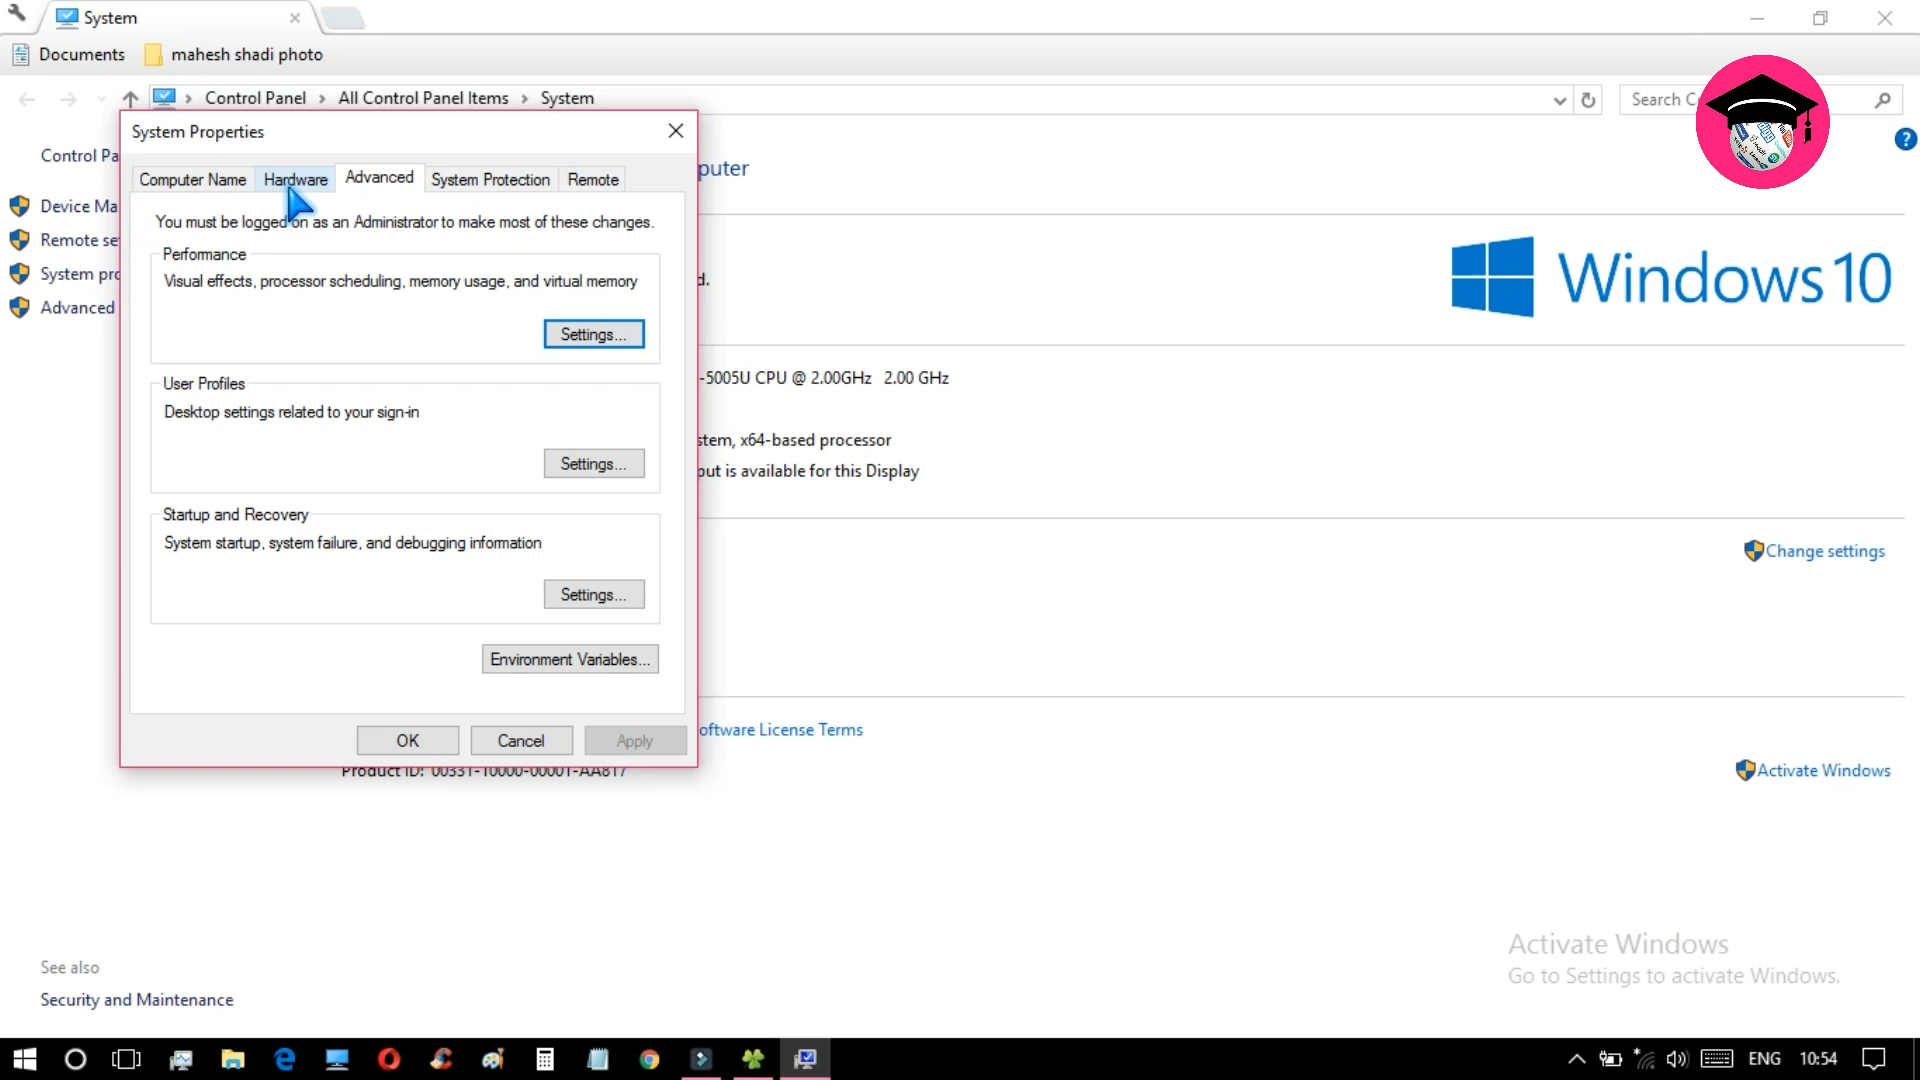 System
Documents
mahesh shadi photo
Control Panel > All Control Panel Items > System
Search C
System Properties
Control Pa
Device Ma
Remote se
System pro
Advanced
Computer Name
Hardware
Advanced
System Protection
Remote
You must be logged on as an Administrator to make most of these changes.
Performance
Visual effects, processor scheduling, memory usage, and virtual memory
Settings...
User Profiles
Desktop settings related to your sign-in
Settings...
Startup and Recovery
System startup, system failure, and debugging information
Settings...
Environment Variables...
OK
Cancel
Apply
puter
d.
Windows 10
-5005U CPU @ 2.00GHz 2.00 GHz
stem, x64-based processor
put is available for this Display
Change settings
oftware License Terms
Product ID: 00331-10000-00001-AA817
Activate Windows
See also
Security and Maintenance
Activate Windows
Go to Settings to activate Windows.
ENG
10:54